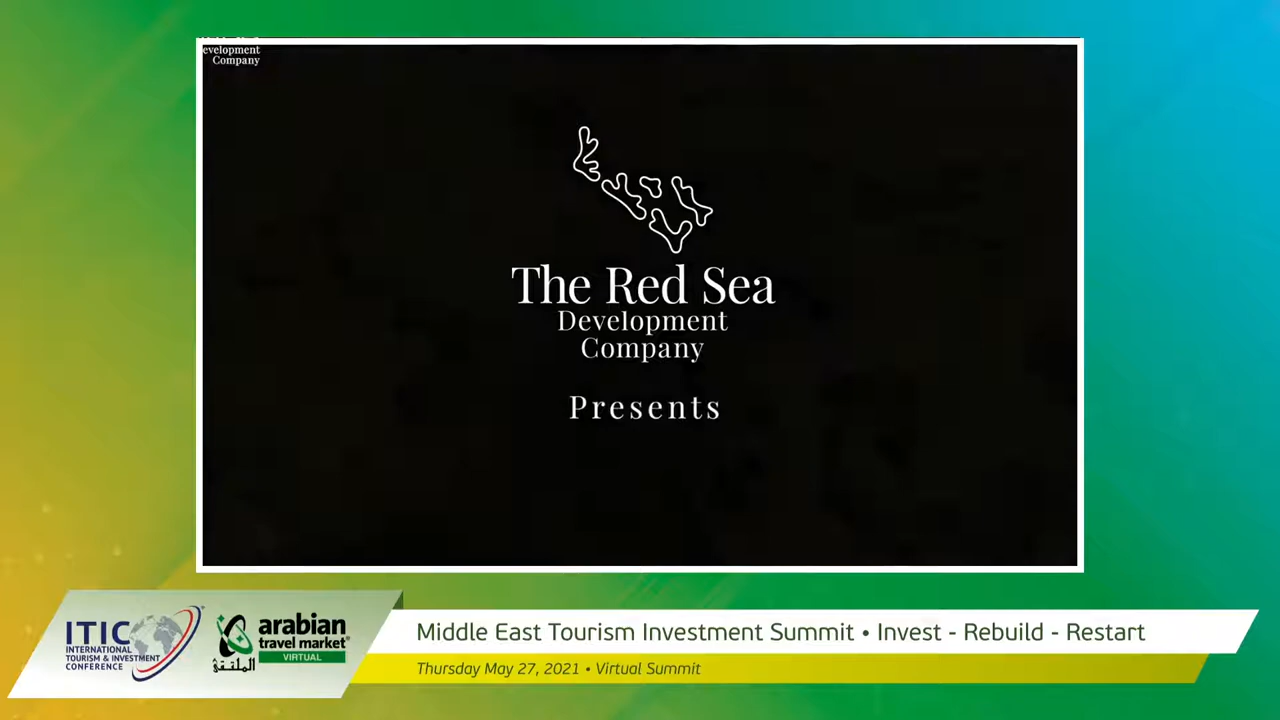 evelopment
Company
The Red Sea
Development
Company
Presents
ITIC
INTERNATIONAL
TOURISM & INVESTMENT
CONFERENCE
arabian
travel market
VIRTUAL
الملتقى
Middle East Tourism Investment Summit • Invest - Rebuild - Restart
Thursday May 27, 2021 • Virtual Summit